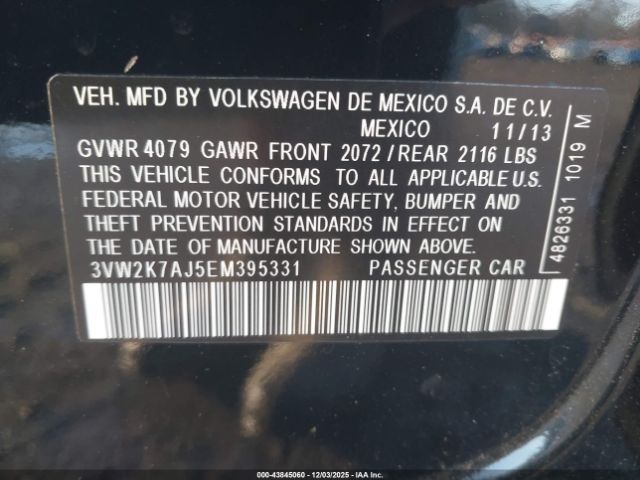 VEH. MFD BY VOLKSWAGEN DE MEXICO S.A. DE C.V.
MEXICO 11/13
GVWR 4079 GAWR FRONT 2072 / REAR 2116 LBS
THIS VEHICLE CONFORMS TO ALL APPLICABLE U.S.
FEDERAL MOTOR VEHICLE SAFETY, BUMPER AND
THEFT PREVENTION STANDARDS IN EFFECT ON
THE DATE OF MANUFACTURE SHOWN ABOVE.
3VW2K7AJ5EM395331 PASSENGER CAR
4826331 1019 M
000-43845060 - 12/03/2025 - IAAI.COM